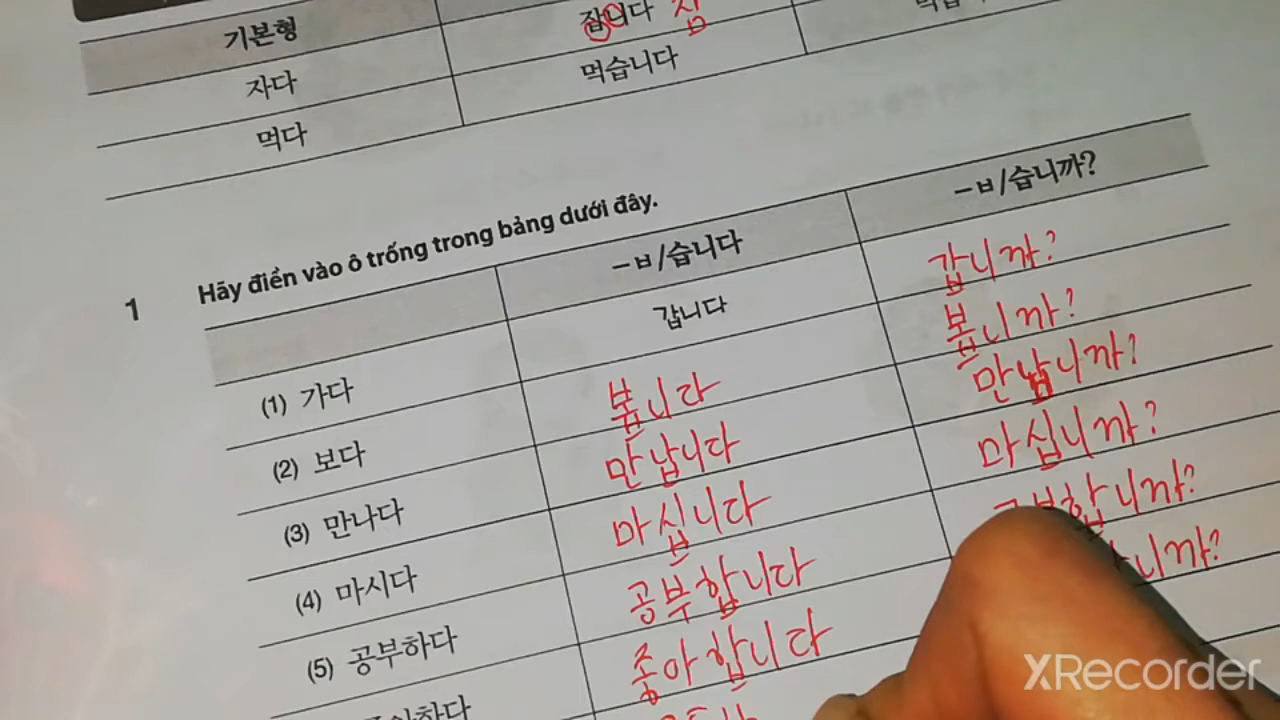 기본형 잡니다 잡
자다 먹습니다
먹다
1 Hãy điền vào ô trống trong bảng dưới đây.
–ㅂ/습니다 –ㅂ/습니까?
갑니다 갑니까?
(1) 가다 봅니다 봅니까?
(2) 보다 만납니다 만납니까?
(3) 만나다 마십니다 마십니까?
(4) 마시다 공부합니다
(5) 공부하다 좋아합니다
XRecorder